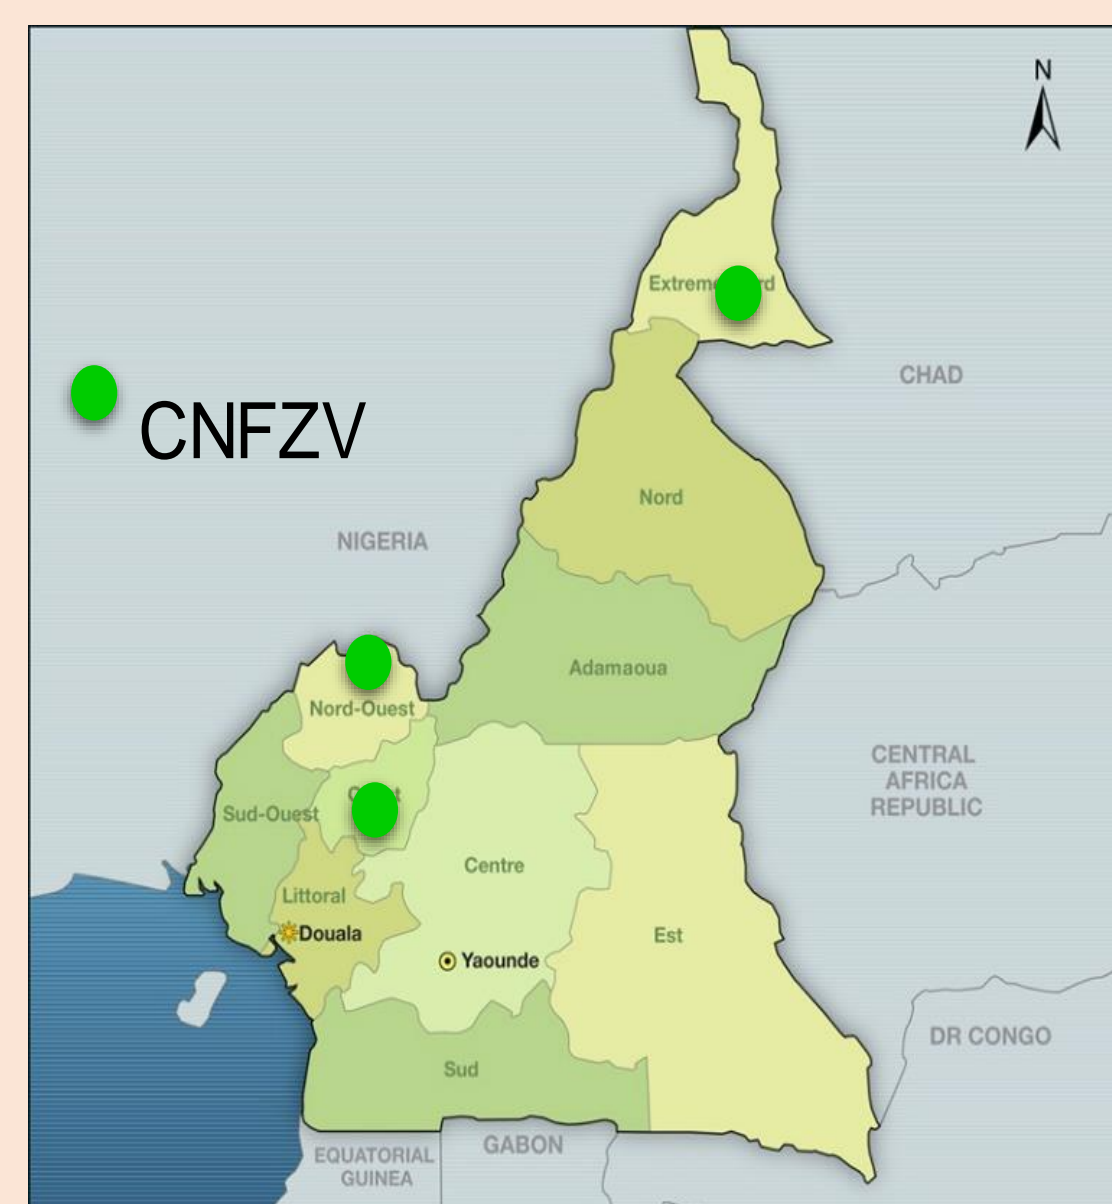 N
CHAD
CNFZV
Nord
NIGERIA
Adamaoua
Nord-Ouest
CENTRAL
AFRICA
REPUBLIC
Sud-Ouest
Centre
Littoral
Douala
Est
Yaounde
DR CONGO
Sud
GABON
EQUATORIAL
GUINEA